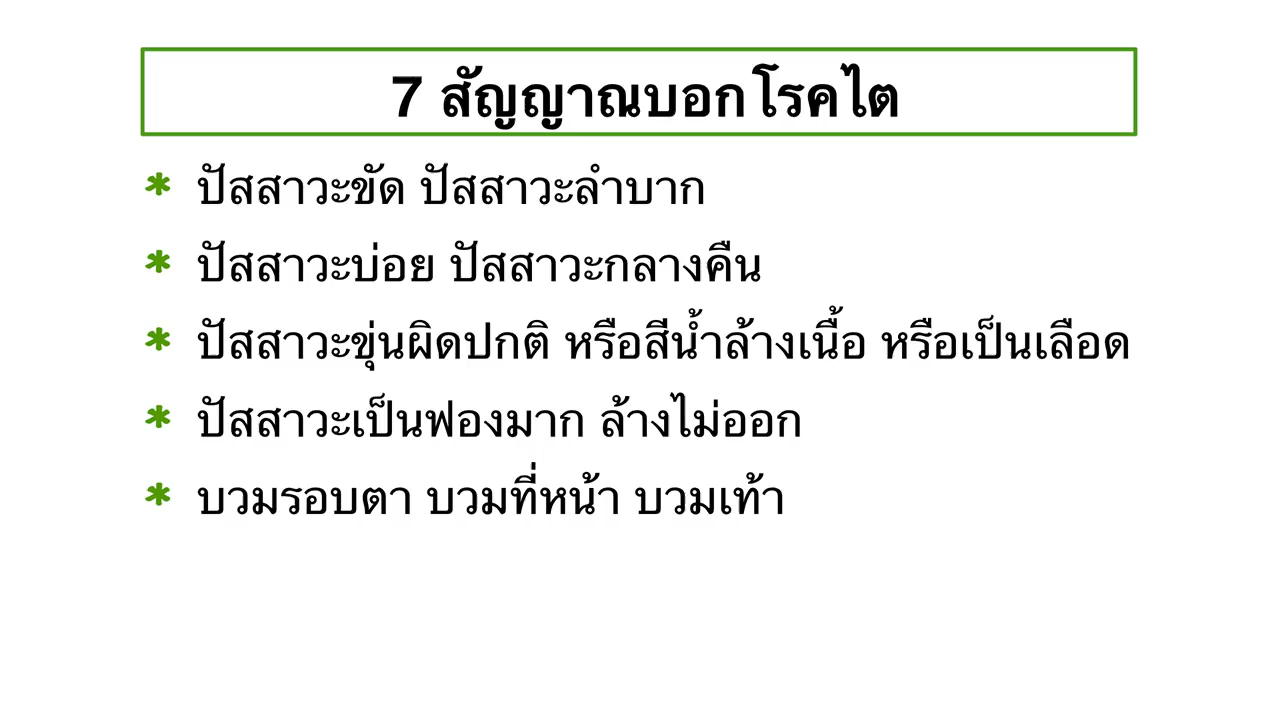 7 สัญญาณบอกโรคไต
* ปัสสาวะขัด ปัสสาวะลำบาก
* ปัสสาวะบ่อย ปัสสาวะกลางคืน
* ปัสสาวะขุ่นผิดปกติ หรือสีน้ำล้างเนื้อ หรือเป็นเลือด
* ปัสสาวะเป็นฟองมาก ล้างไม่ออก
* บวมรอบตา บวมที่หน้า บวมเท้า